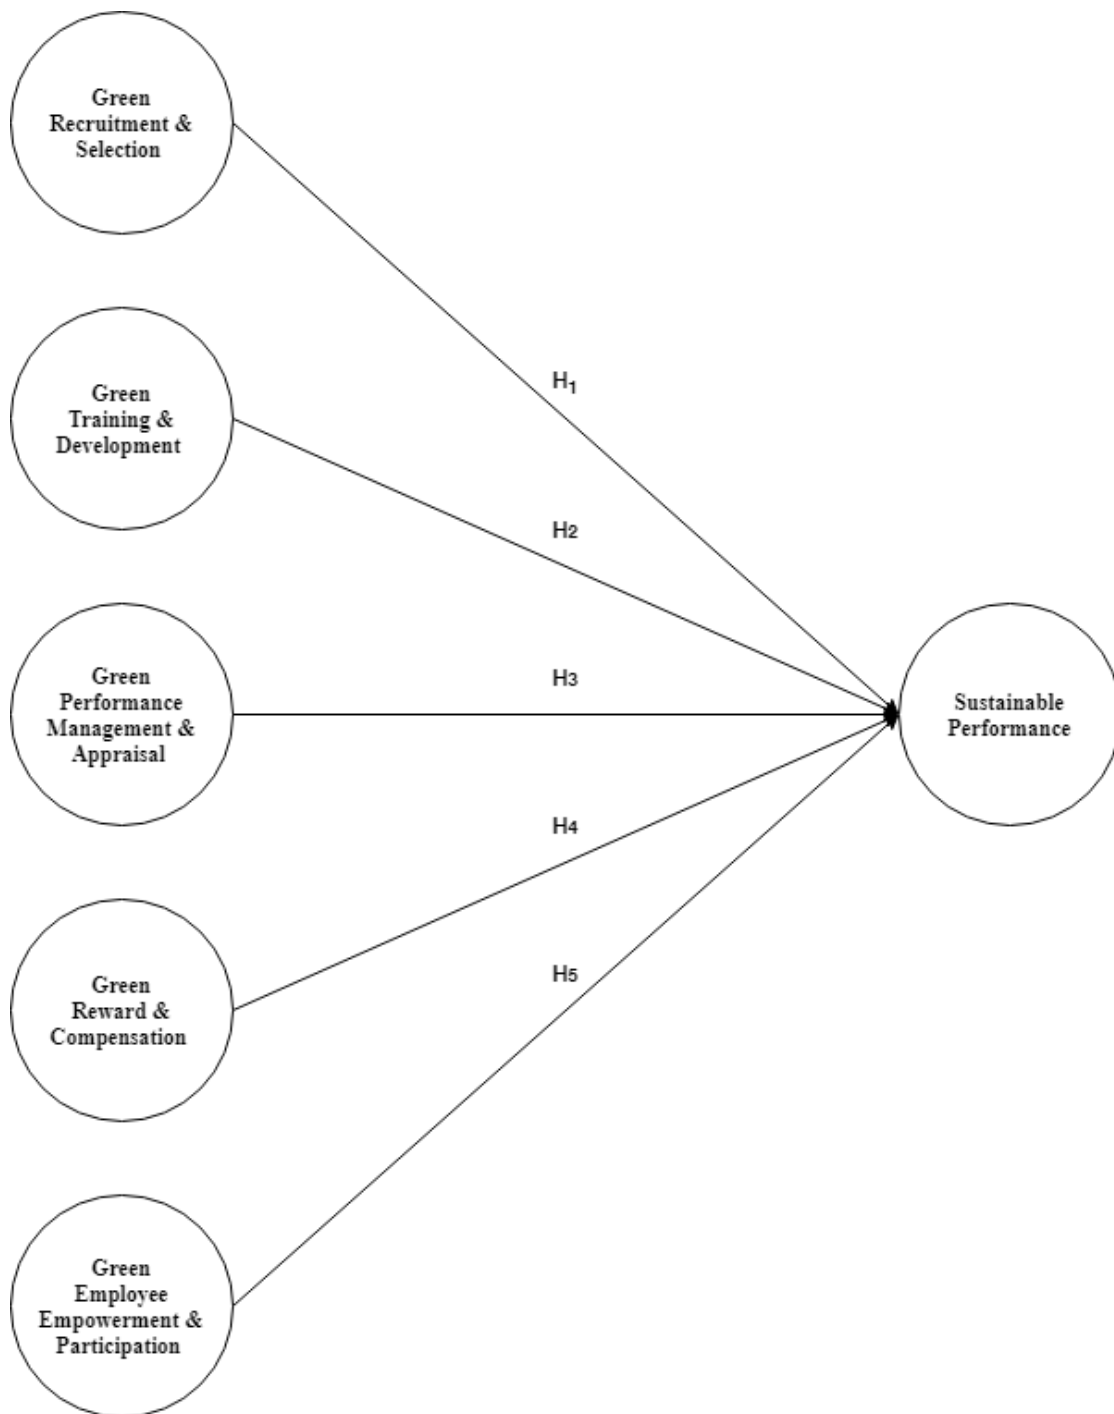 Green
Recruitment &
Selection
H1
Green
Training &
Development
H2
Green
Performance
Management &
Appraisal
H3
Sustainable
Performance
H4
Green
Reward &
Compensation
H5
Green
Employee
Empowerment &
Participation